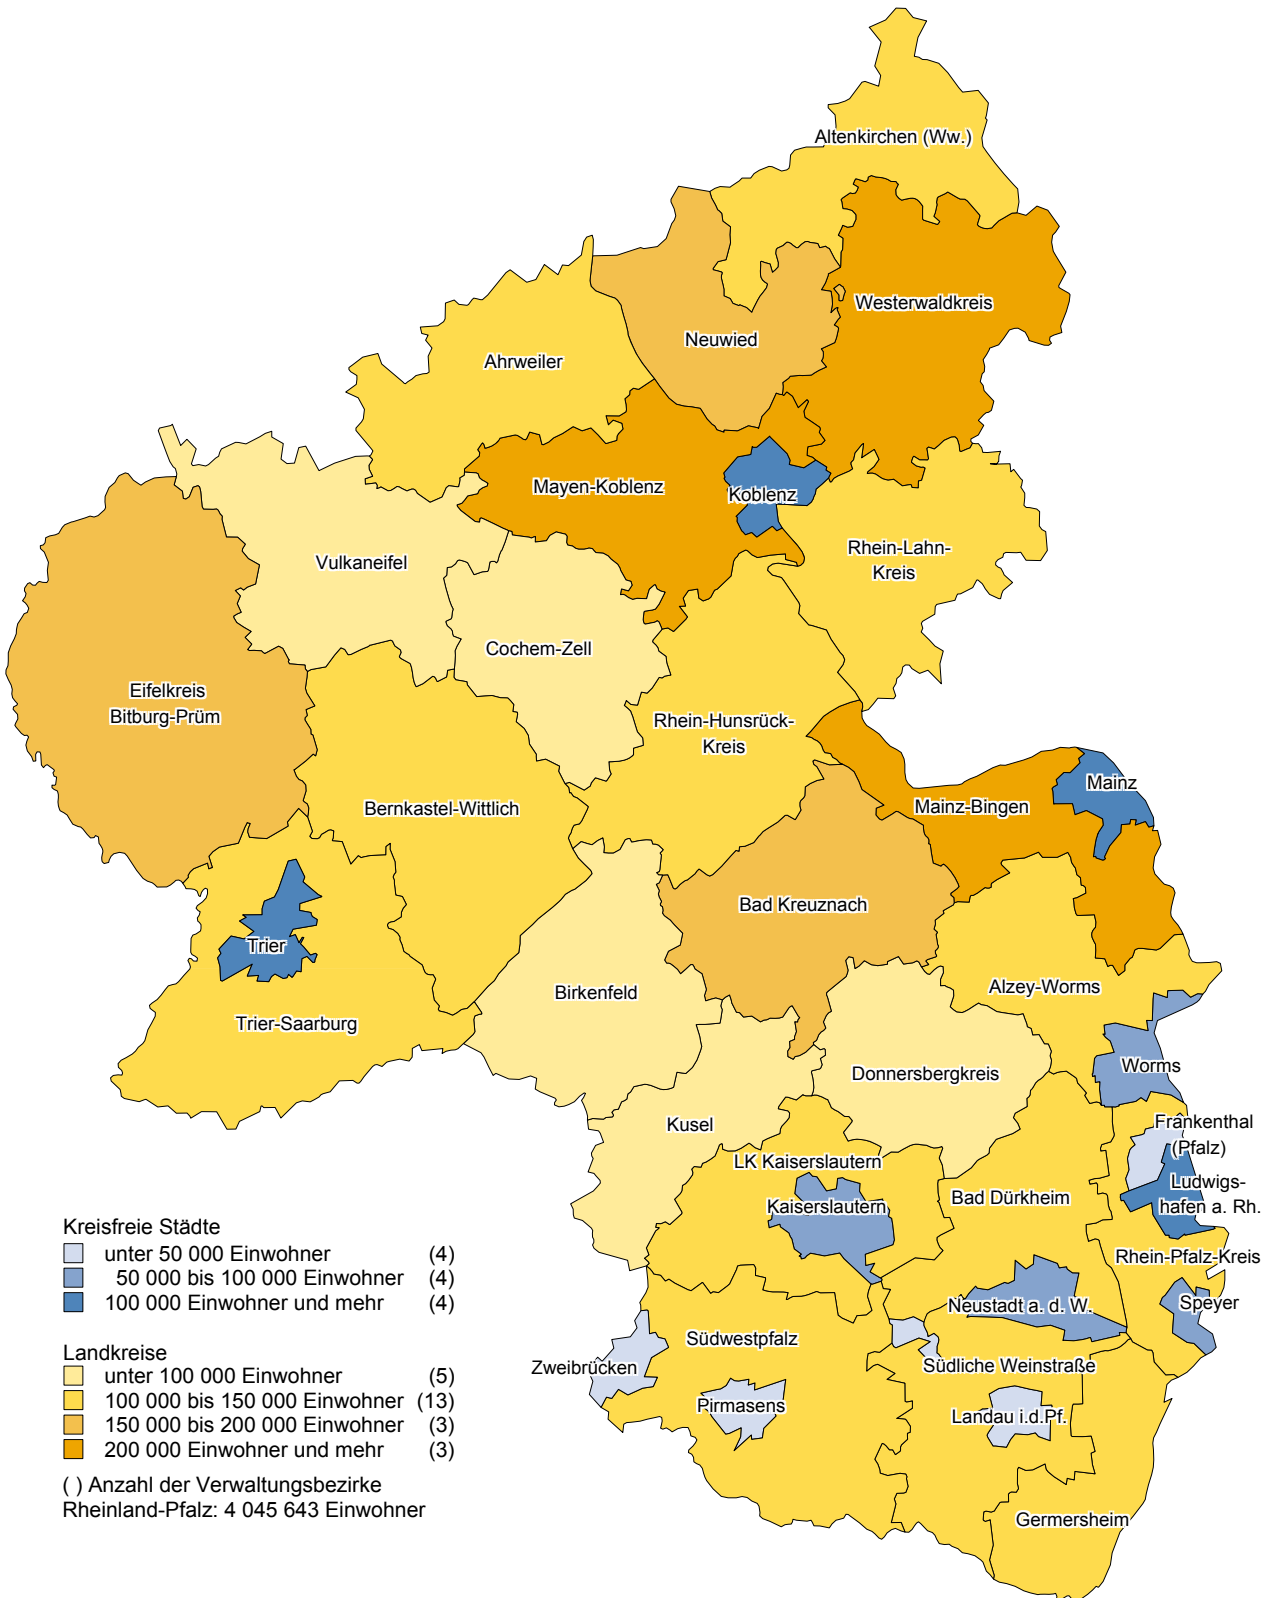 Altenkirchen (Ww.)
Westerwaldkreis
Neuwied
Ahrweiler
Mayen-Koblenz
Koblenz
Rhein-Lahn-
Kreis
Vulkaneifel
Cochem-Zell
Eifelkreis
Bitburg-Prüm
Rhein-Hunsrück-
Kreis
Mainz
Mainz-Bingen
Bernkastel-Wittlich
Bad Kreuznach
Trier
Alzey-Worms
Birkenfeld
Trier-Saarburg
Worms
Donnersbergkreis
Kusel
Frankenthal
(Pfalz)
LK Kaiserslautern
Ludwigs-
hafen a. Rh.
Bad Dürkheim
Kaiserslautern
Rhein-Pfalz-Kreis
Neustadt a. d. W.
Speyer
Südwestpfalz
Zweibrücken
Südliche Weinstraße
Pirmasens
Landau i.d.Pf.
Germersheim
Kreisfreie Städte
unter 50 000 Einwohner (4)
50 000 bis 100 000 Einwohner (4)
100 000 Einwohner und mehr (4)
Landkreise
unter 100 000 Einwohner (5)
100 000 bis 150 000 Einwohner (13)
150 000 bis 200 000 Einwohner (3)
200 000 Einwohner und mehr (3)
( ) Anzahl der Verwaltungsbezirke
Rheinland-Pfalz: 4 045 643 Einwohner